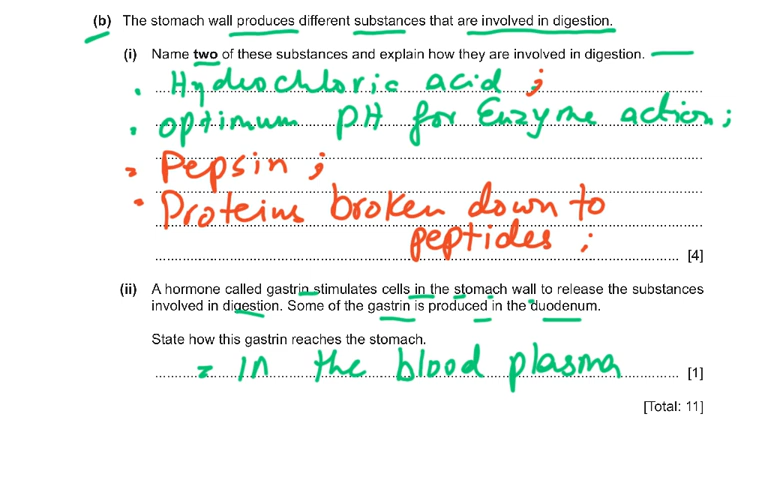 (b) The stomach wall produces different substances that are involved in digestion.
(i) Name two of these substances and explain how they are involved in digestion.
• Hydrochloric acid ;
• optimum pH for Enzyme action ;
• Pepsin ;
• Proteins broken down to
peptides ;
[4]
(ii) A hormone called gastrin stimulates cells in the stomach wall to release the substances
involved in digestion. Some of the gastrin is produced in the duodenum.
State how this gastrin reaches the stomach.
= in the blood plasma [1]
[Total: 11]